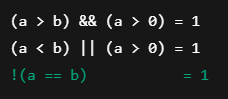 (a > b) && (a > 0) = 1
(a < b) || (a > 0) = 1
!(a == b) = 1